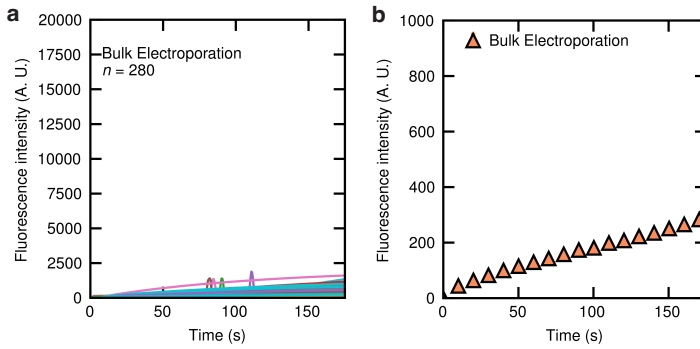 a
20000
17500
15000
12500
10000
7500
5000
2500
0
Fluorescence intensity (A. U.)
Bulk Electroporation
n = 280
0
50
100
150
Time (s)
b
1000
800
600
400
200
0
Fluorescence intensity (A. U.)
Bulk Electroporation
0
50
100
150
Time (s)